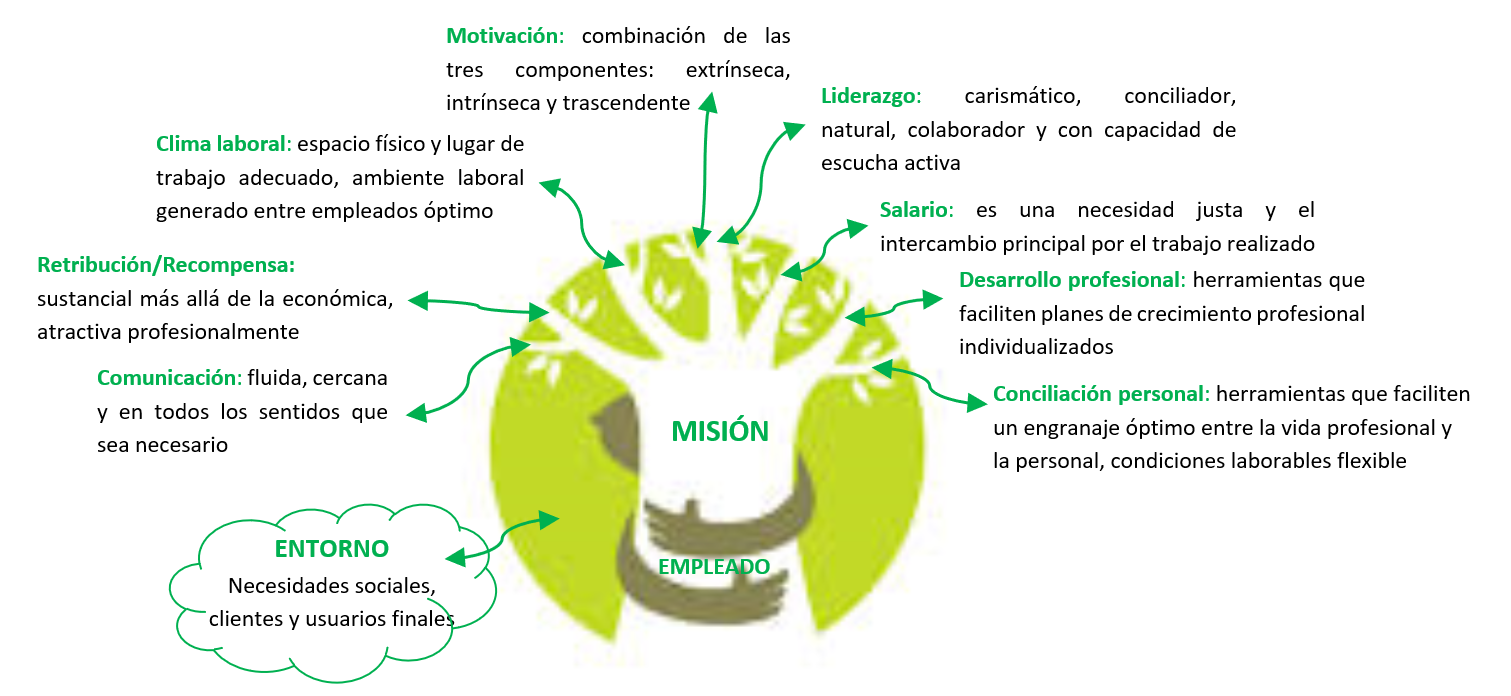 Motivación: combinación de las
tres componentes: extrínseca,
intrínseca y trascendente
Liderazgo: carismático, conciliador,
natural, colaborador y con capacidad de
escucha activa
Clima laboral: espacio físico y lugar de
trabajo adecuado, ambiente laboral
generado entre empleados óptimo
Salario: es una necesidad justa y el
intercambio principal por el trabajo realizado
Retribución/Recompensa:
sustancial más allá de la económica,
atractiva profesionalmente
Desarrollo profesional: herramientas que
faciliten planes de crecimiento profesional
individualizados
Comunicación: fluida, cercana
y en todos los sentidos que
sea necesario
Conciliación personal: herramientas que faciliten
un engranaje óptimo entre la vida profesional y
la personal, condiciones laborables flexible
MISIÓN
EMPLEADO
ENTORNO
Necesidades sociales,
clientes y usuarios finales